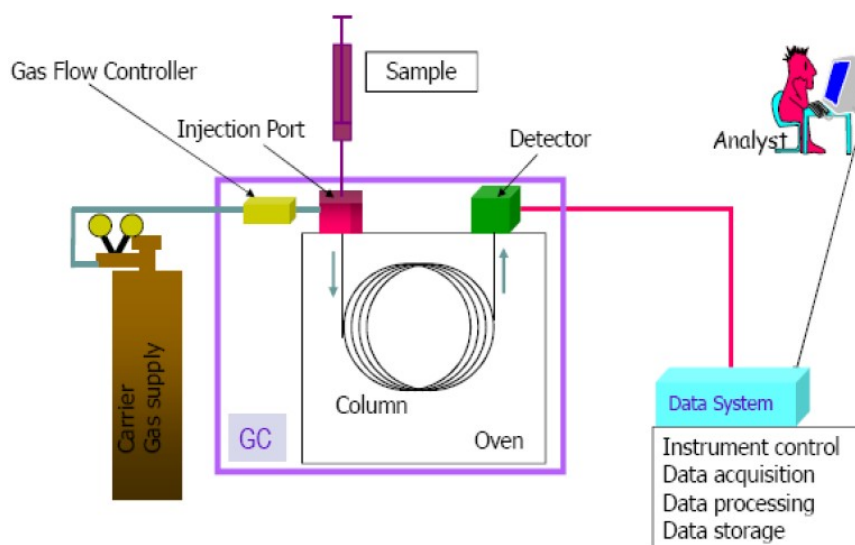 Gas Flow Controller
Sample
Injection Port
Detector
Analyst
Carrier
Gas supply
Column
GC
Oven
Data System
Instrument control
Data acquisition
Data processing
Data storage